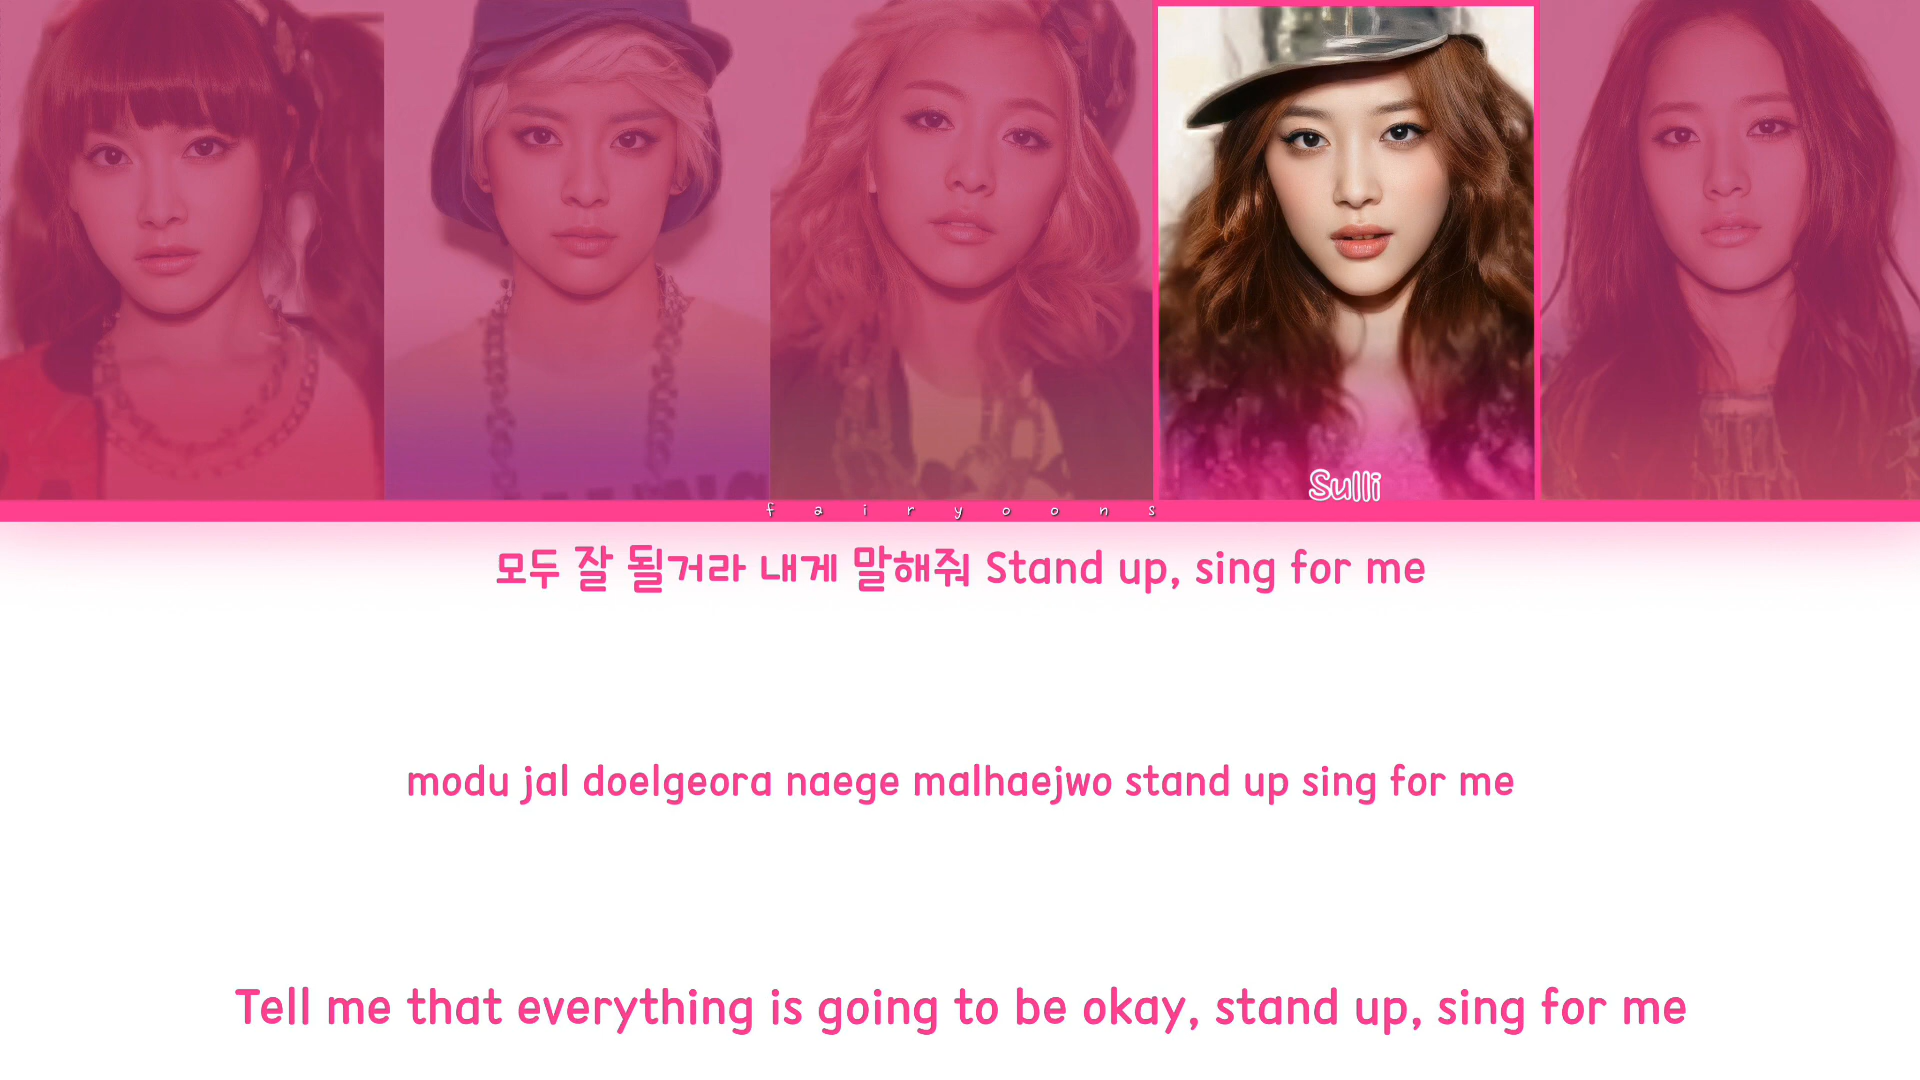 Sulli
fairyoons
모두 잘 될거라 내게 말해줘 Stand up, sing for me
modu jal doelgeora naege malhaejwo stand up sing for me
Tell me that everything is going to be okay, stand up, sing for me